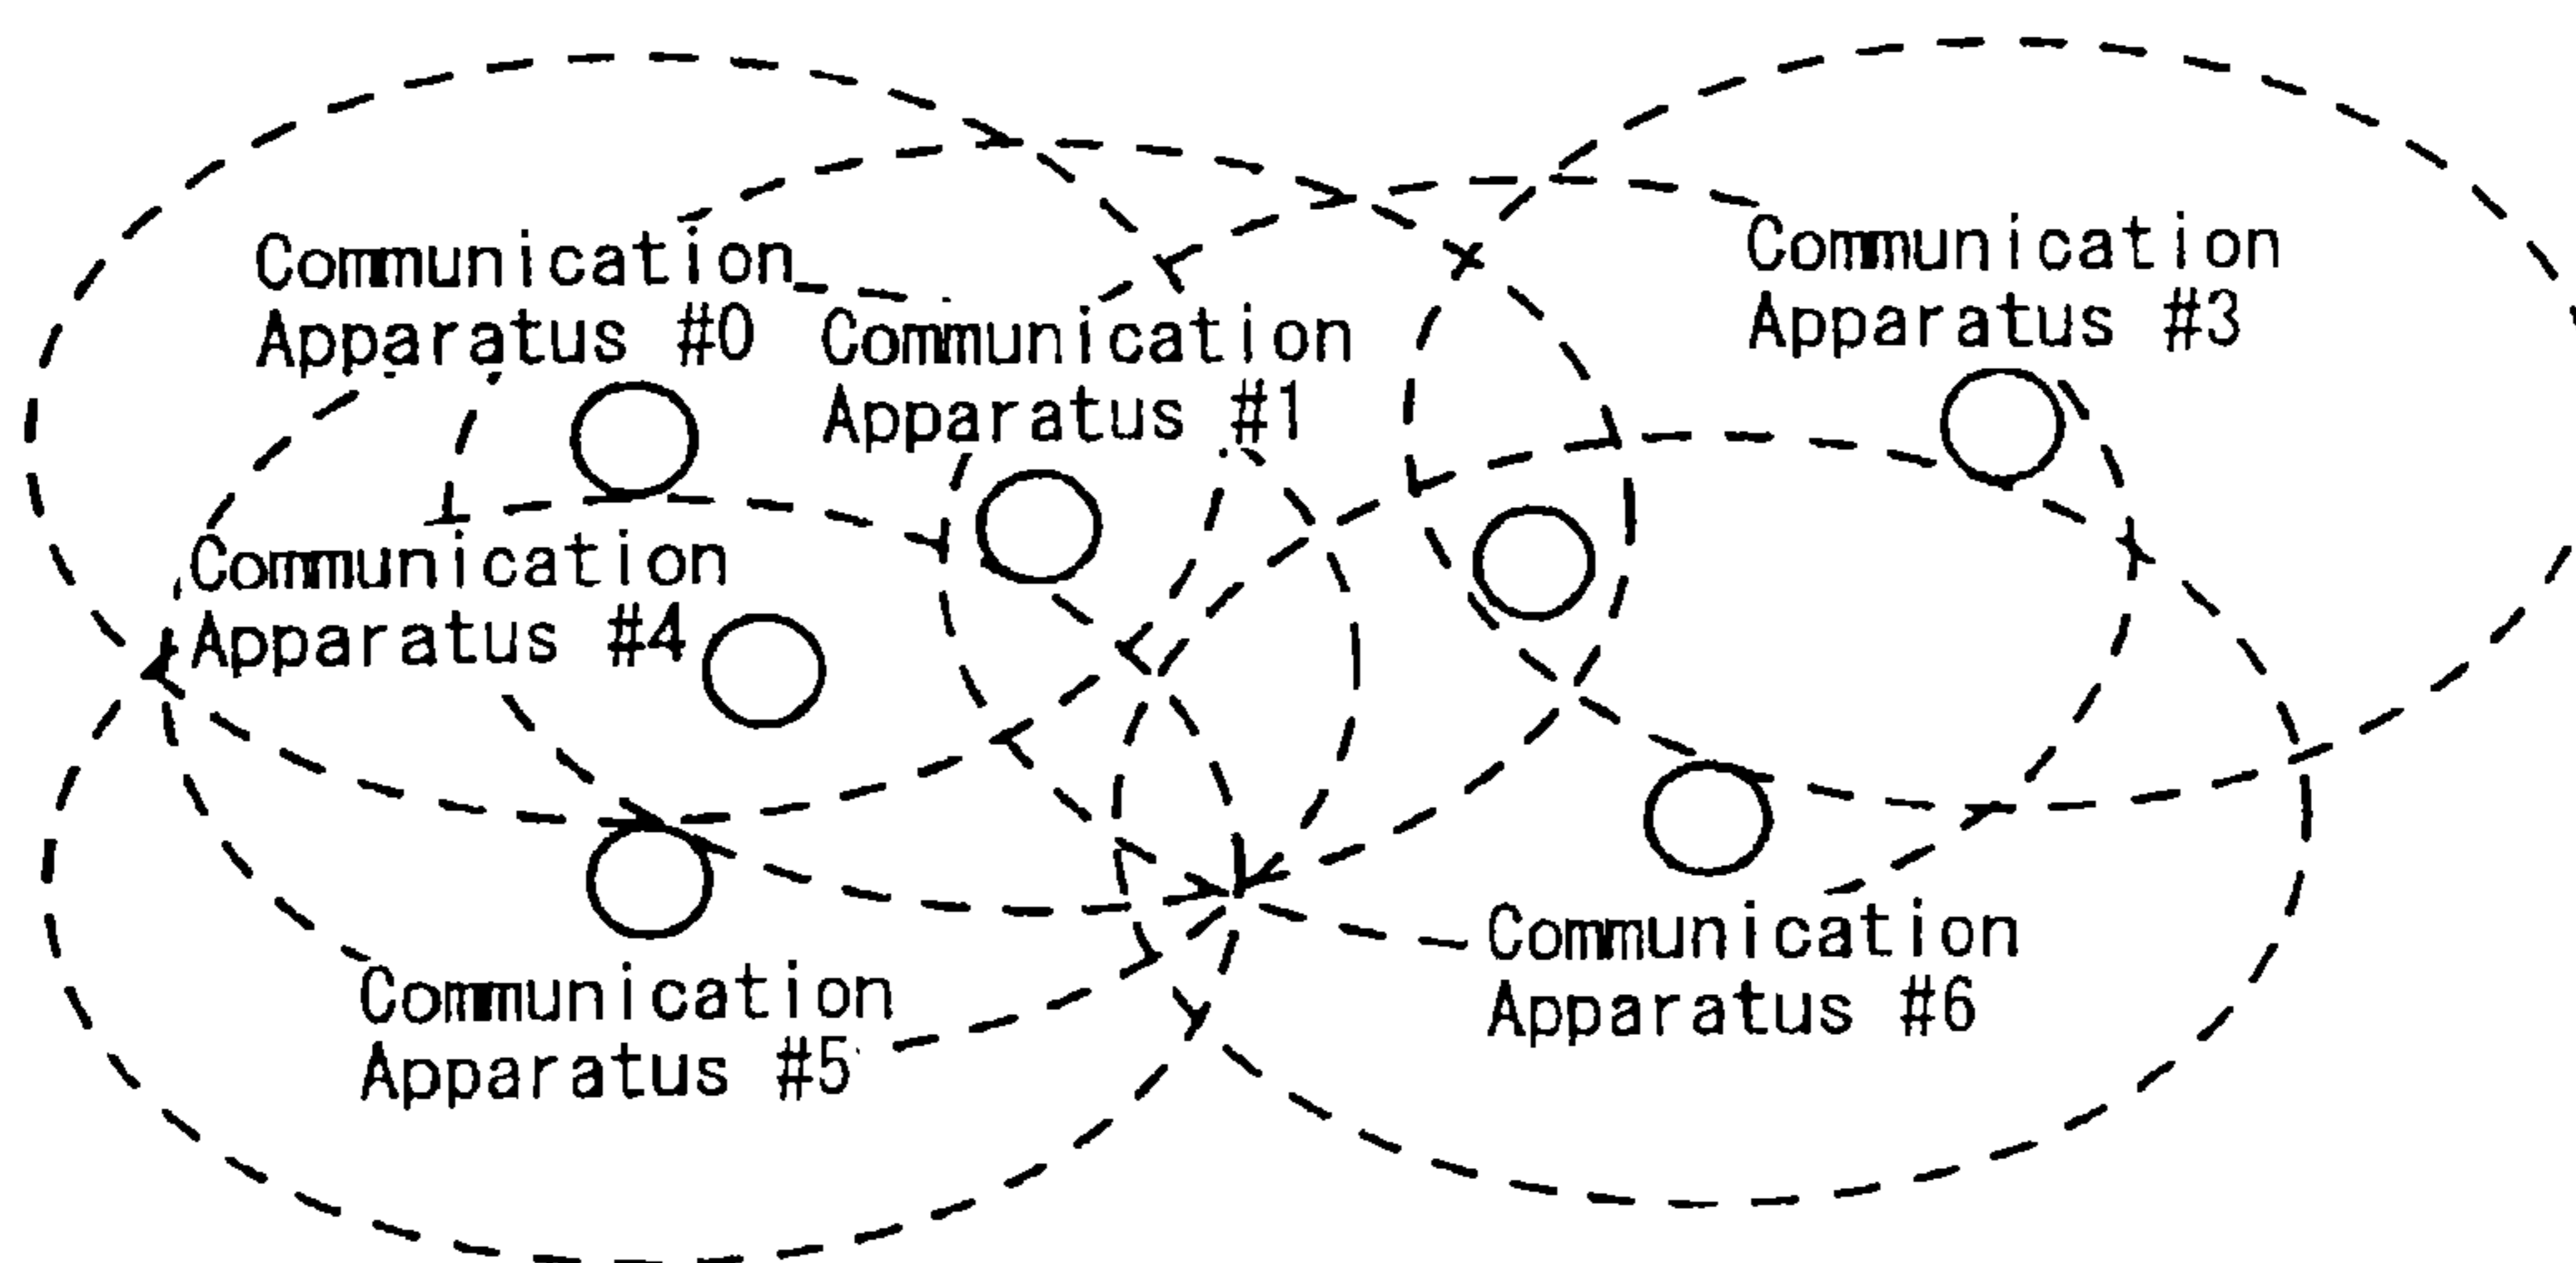 Communication
Apparatus #0
Communication
Apparatus #1
Communication
Apparatus #3
Communication
Apparatus #4
Communication
Apparatus #5
Communication
Apparatus #6